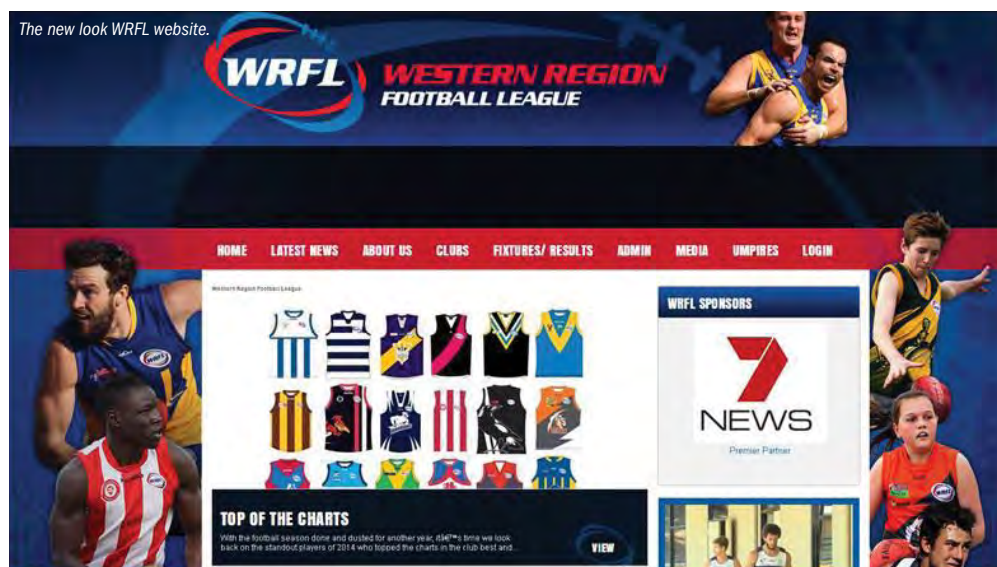 The new look WRFL website.
WRFL
WESTERN REGION
FOOTBALL LEAGUE
HOME LATEST NEWS ABOUT US CLUBS FIXTURES/ RESULTS ADMIN MEDIA UMPIRES LOGIN
Western Region Football League
WRFL SPONSORS
7
NEWS
Premier Partner
TOP OF THE CHARTS
With the football season done and dusted for another year, itâ€™s time we look
back on the standout players of 2014 who topped the charts in the club best and...
VIEW